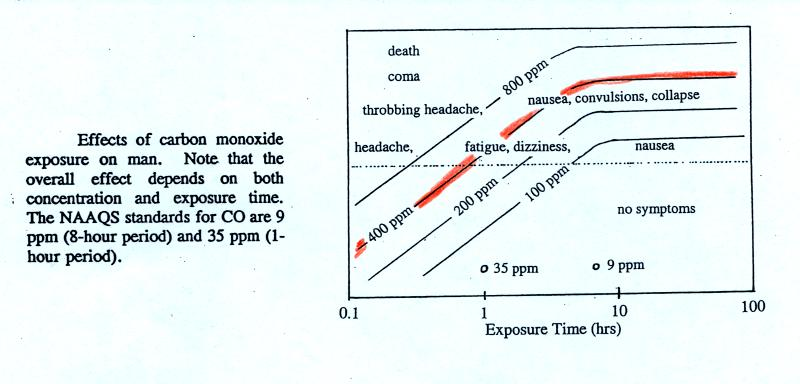 Effects of carbon monoxide
exposure on man. Note that the
overall effect depends on both
concentration and exposure time.
The NAAQS standards for CO are 9
ppm (8-hour period) and 35 ppm (1-
hour period).
death
coma
800 ppm
throbbing headache,
nausea, convulsions, collapse
headache,
fatigue, dizziness,
nausea
400 ppm
200 ppm
100 ppm
no symptoms
35 ppm
9 ppm
0.1
1
10
100
Exposure Time (hrs)